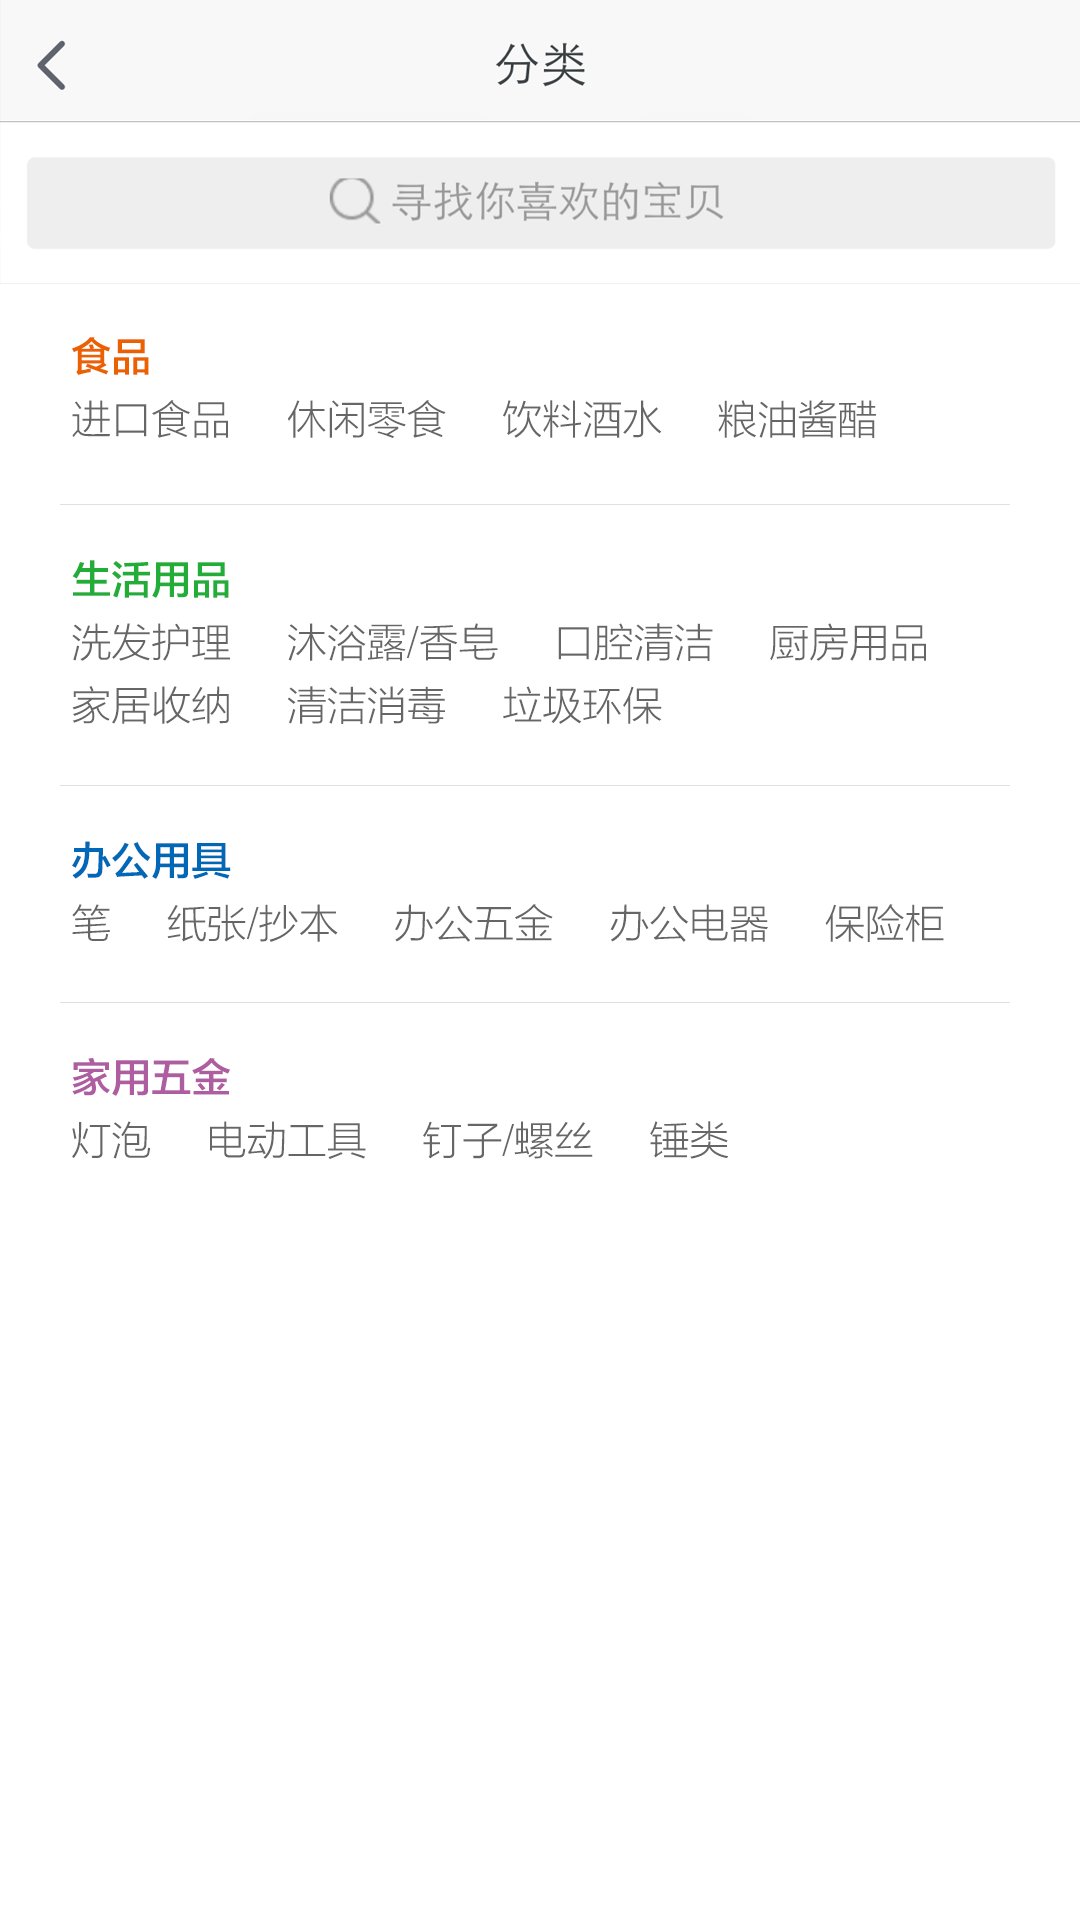 分类
寻找你喜欢的宝贝
食品
进口食品 休闲零食 饮料酒水 粮油酱醋
生活用品
洗发护理 沐浴露/香皂 口腔清洁 厨房用品
家居收纳 清洁消毒 垃圾环保
办公用具
笔 纸张/抄本 办公五金 办公电器 保险柜
家用五金
灯泡 电动工具 钉子/螺丝 锤类